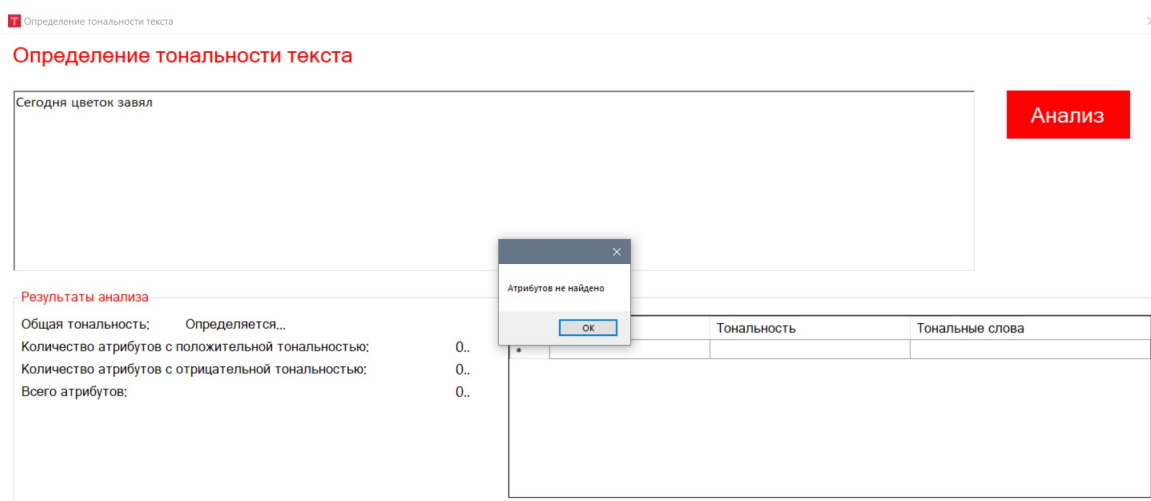 Определение тональности текста
Определение тональности текста
Сегодня цветок завял
Анализ
Атрибутов не найдено
OK
Результаты анализа
Общая тональность: Определяется...
Количество атрибутов с положительной тональностью: 0..
Количество атрибутов с отрицательной тональностью: 0..
Всего атрибутов: 0..
Тональность Тональные слова